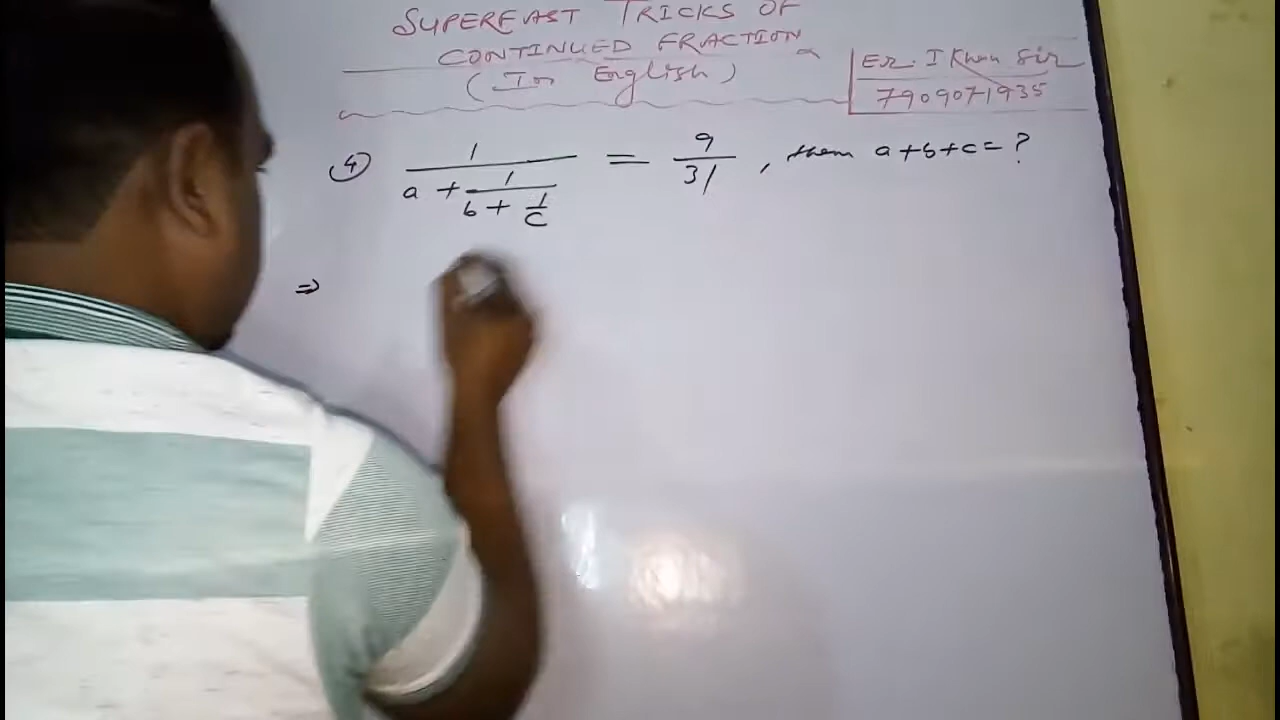 SUPERFAST TRICKS OF
CONTINUED FRACTION
(In English)
Er. I Khan Sir
7909071935
④ 1/(a + 1/(b + 1/c)) = 9/31, then a+b+c=?
⇒